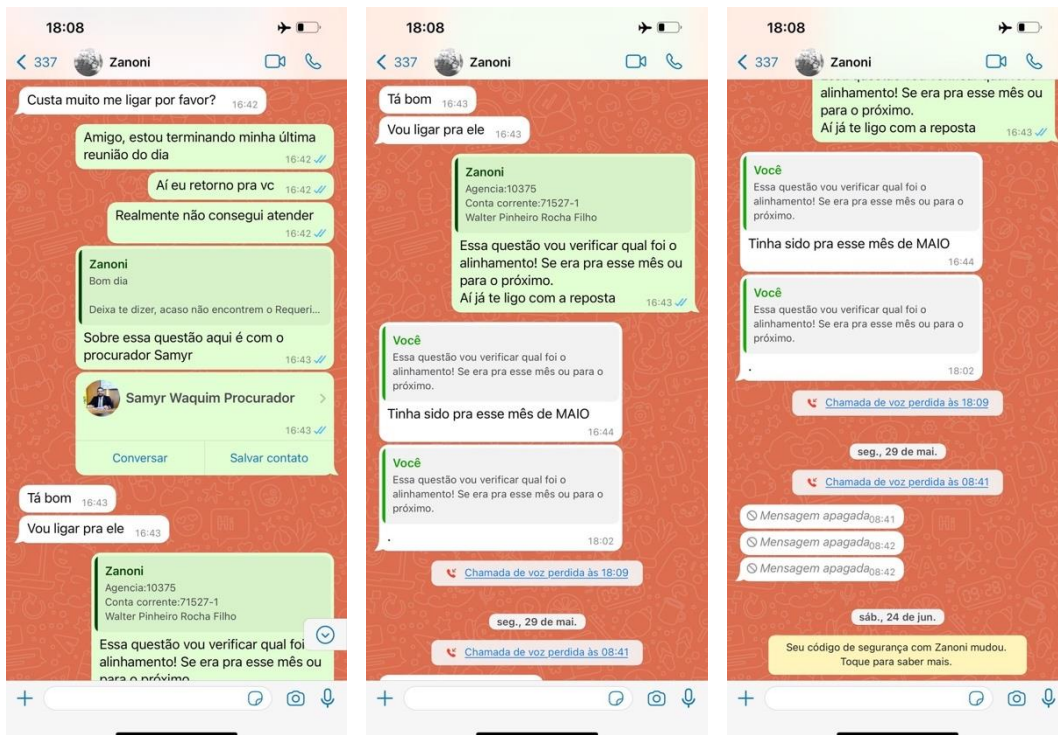 18:08
337
Zanoni
Custa muito me ligar por favor? 16:42
Amigo, estou terminando minha última
reunião do dia
16:42
Aí eu retorno pra vc 16:42
Realmente não consegui atender
16:42
Zanoni
Bom dia
Deixa te dizer, acaso não encontrem o Requeri...
Sobre essa questão aqui é com o
procurador Samyr
16:43
Samyr Waquim Procurador
16:43
Conversar
Salvar contato
Tá bom 16:43
Vou ligar pra ele 16:43
Zanoni
Agencia:10375
Conta corrente:71527-1
Walter Pinheiro Rocha Filho
Essa questão vou verificar qual foi
alinhamento! Se era pra esse mês ou
para o próximo
18:08
337
Zanoni
Tá bom 16:43
Vou ligar pra ele 16:43
Zanoni
Agencia:10375
Conta corrente:71527-1
Walter Pinheiro Rocha Filho
Essa questão vou verificar qual foi o
alinhamento! Se era pra esse mês ou
para o próximo.
Aí já te ligo com a reposta 16:43
Você
Essa questão vou verificar qual foi o
alinhamento! Se era pra esse mês ou para o
próximo.
Tinha sido pra esse mês de MAIO
16:44
Você
Essa questão vou verificar qual foi o
alinhamento! Se era pra esse mês ou para o
próximo.
. 18:02
Chamada de voz perdida às 18:09
seg., 29 de mai.
Chamada de voz perdida às 08:41
18:08
337
Zanoni
alinhamento! Se era pra esse mês ou
para o próximo.
Aí já te ligo com a reposta 16:43
Você
Essa questão vou verificar qual foi o
alinhamento! Se era pra esse mês ou para o
próximo.
Tinha sido pra esse mês de MAIO
16:44
Você
Essa questão vou verificar qual foi o
alinhamento! Se era pra esse mês ou para o
próximo.
. 18:02
Chamada de voz perdida às 18:09
seg., 29 de mai.
Chamada de voz perdida às 08:41
Mensagem apagada 08:41
Mensagem apagada 08:42
Mensagem apagada 08:42
sáb., 24 de jun.
Seu código de segurança com Zanoni mudou.
Toque para saber mais.